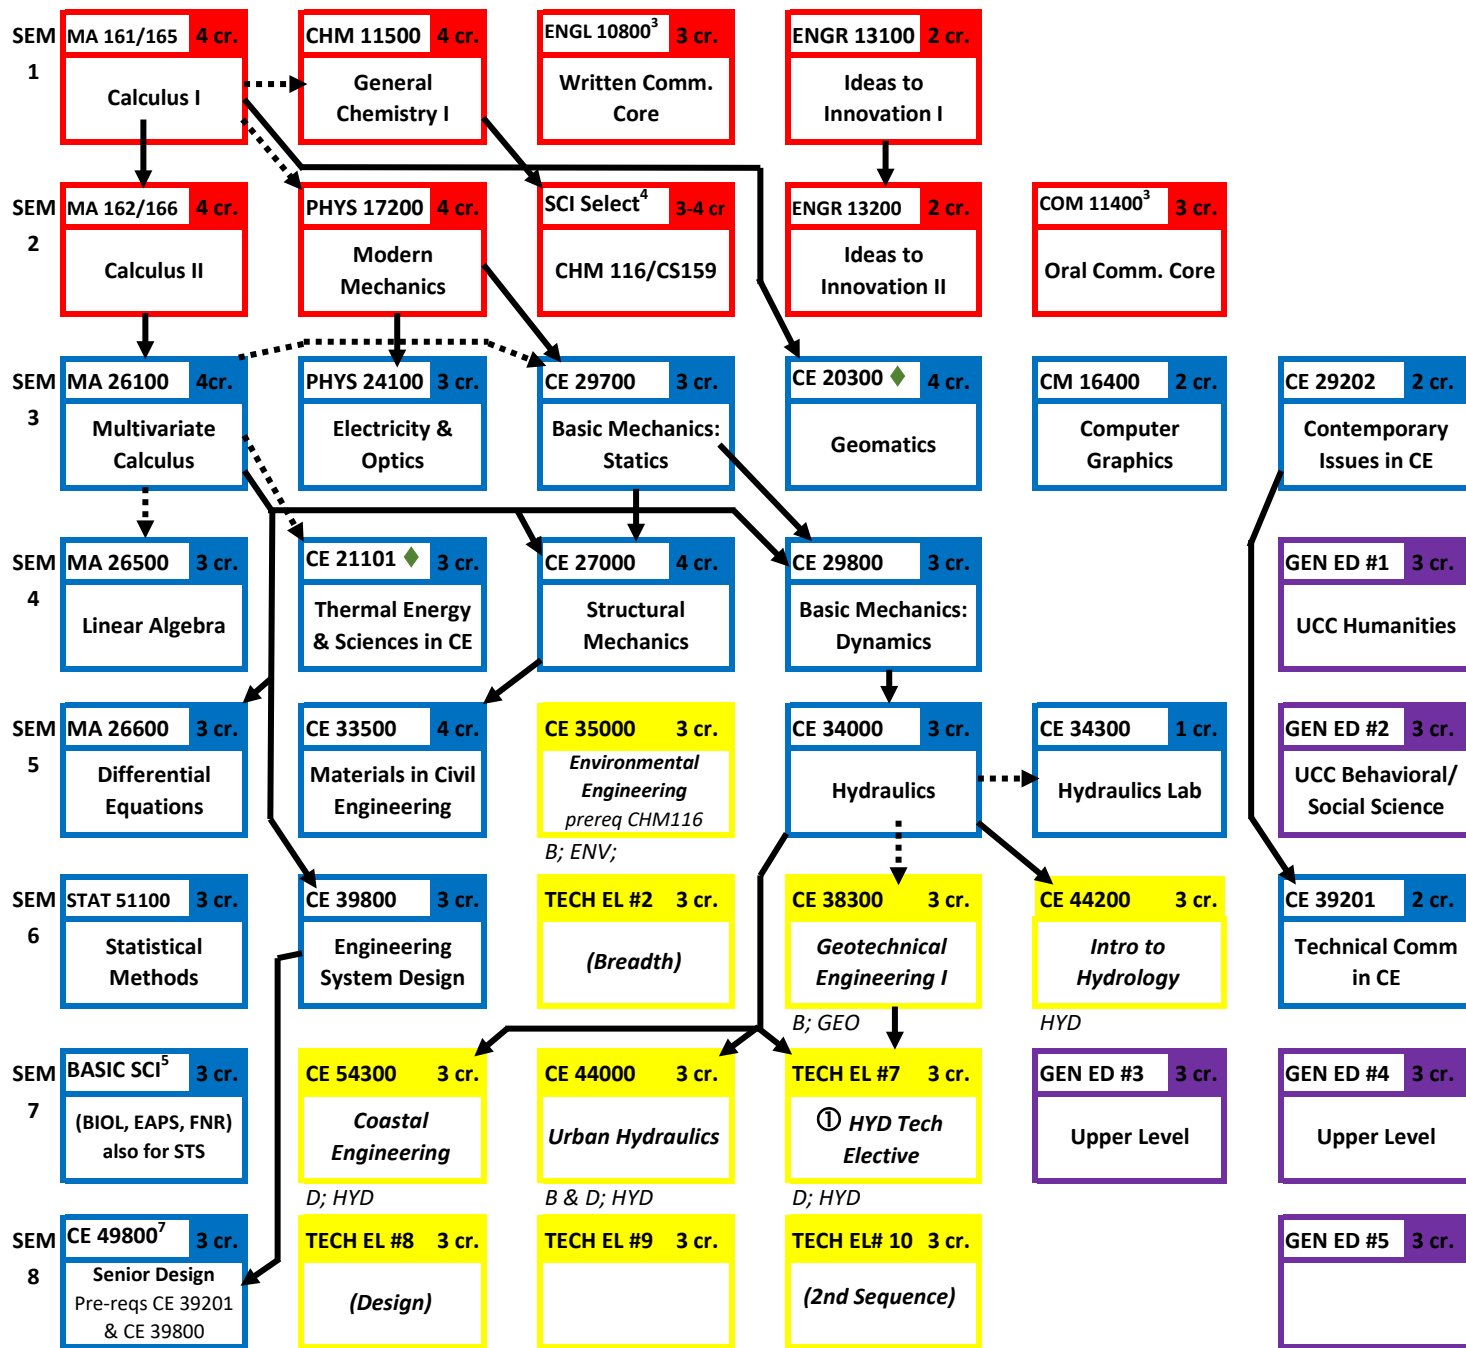 SEM 1
MA 161/165 4 cr.
Calculus I
CHM 11500 4 cr.
General
Chemistry I
ENGL 10800³ 3 cr.
Written Comm.
Core
ENGR 13100 2 cr.
Ideas to
Innovation I
SEM 2
MA 162/166 4 cr.
Calculus II
PHYS 17200 4 cr.
Modern
Mechanics
SCI Select⁴ 3-4 cr
CHM 116/CS159
ENGR 13200 2 cr.
Ideas to
Innovation II
COM 11400³ 3 cr.
Oral Comm. Core
SEM 3
MA 26100 4cr.
Multivariate
Calculus
PHYS 24100 3 cr.
Electricity &
Optics
CE 29700 3 cr.
Basic Mechanics:
Statics
CE 20300 ♦ 4 cr.
Geomatics
CM 16400 2 cr.
Computer
Graphics
CE 29202 2 cr.
Contemporary
Issues in CE
SEM 4
MA 26500 3 cr.
Linear Algebra
CE 21101 ♦ 3 cr.
Thermal Energy
& Sciences in CE
CE 27000 4 cr.
Structural
Mechanics
CE 29800 3 cr.
Basic Mechanics:
Dynamics
GEN ED #1 3 cr.
UCC Humanities
SEM 5
MA 26600 3 cr.
Differential
Equations
CE 33500 4 cr.
Materials in Civil
Engineering
CE 35000 3 cr.
Environmental
Engineering
prereq CHM116
B; ENV;
CE 34000 3 cr.
Hydraulics
CE 34300 1 cr.
Hydraulics Lab
GEN ED #2 3 cr.
UCC Behavioral/
Social Science
SEM 6
STAT 51100 3 cr.
Statistical
Methods
CE 39800 3 cr.
Engineering
System Design
TECH EL #2 3 cr.
(Breadth)
CE 38300 3 cr.
Geotechnical
Engineering I
B; GEO
CE 44200 3 cr.
Intro to
Hydrology
HYD
CE 39201 2 cr.
Technical Comm
in CE
SEM 7
BASIC SCI⁵ 3 cr.
(BIOL, EAPS, FNR)
also for STS
CE 54300 3 cr.
Coastal
Engineering
D; HYD
CE 44000 3 cr.
Urban Hydraulics
B & D; HYD
TECH EL #7 3 cr.
① HYD Tech
Elective
D; HYD
GEN ED #3 3 cr.
Upper Level
GEN ED #4 3 cr.
Upper Level
SEM 8
CE 49800⁷ 3 cr.
Senior Design
Pre-reqs CE 39201
& CE 39800
TECH EL #8 3 cr.
(Design)
TECH EL #9 3 cr.
TECH EL# 10 3 cr.
(2nd Sequence)
GEN ED #5 3 cr.